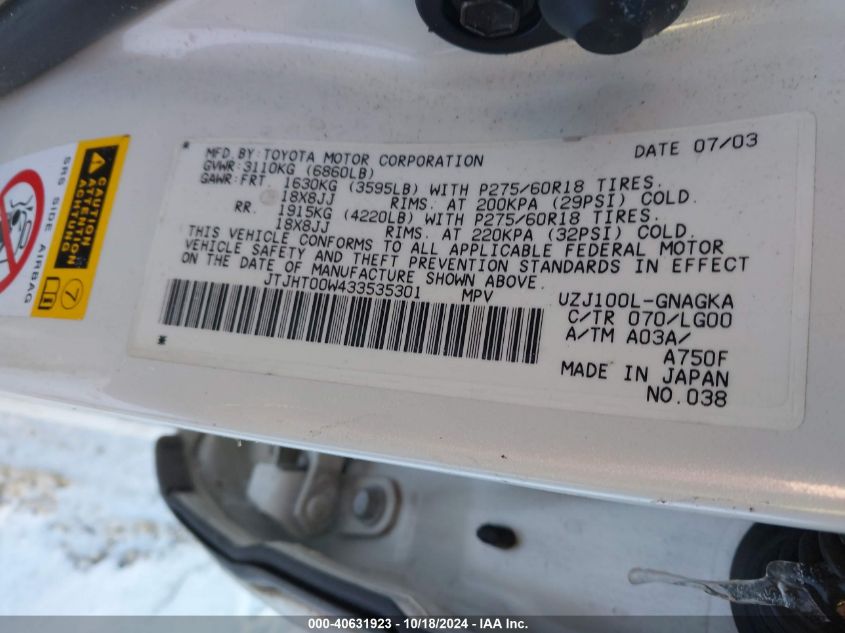 MFD.BY:TOYOTA MOTOR CORPORATION DATE 07/03
GVWR:3110KG (6860LB)
GAWR:FRT 1630KG (3595LB) WITH P275/60R18 TIRES.
18X8JJ RIMS. AT 200KPA (29PSI) COLD.
RR. 1915KG (4220LB) WITH P275/60R18 TIRES.
18X8JJ RIMS. AT 220KPA (32PSI) COLD.
THIS VEHICLE CONFORMS TO ALL APPLICABLE FEDERAL MOTOR
VEHICLE SAFETY AND THEFT PREVENTION STANDARDS IN EFFECT
ON THE DATE OF MANUFACTURE SHOWN ABOVE.
JTJHT00W433535301 MPV
UZJ100L-GNAGKA
C/TR 070/LG00
A/TM A03A/
A750F
MADE IN JAPAN
NO.038
SRS SIDE AIRBAG
CAUTION
ATTENTION
ACHTUNG
7
000-40631923 - 10/18/2024 - IAA Inc.